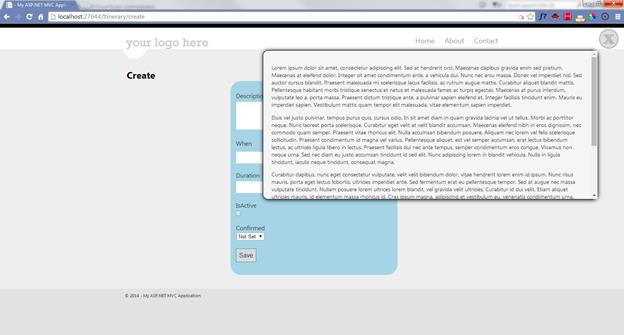 - My ASP.NET MVC Applic
localhost:27644/Itinerary/create
your logo here
Home About Contact
Create
Description
When
Duration
IsActive
Confirmed
Not Set
Save
Lorem ipsum dolor sit amet, consectetur adipiscing elit. Sed at hendrerit orci. Maecenas dapibus gravida enim sed pretium.
Maecenas et eleifend dolor. Integer sit amet condimentum ante, a vehicula dui. Nunc nec arcu massa. Donec vel imperdiet nisl. Sed
auctor cursus blandit. Praesent malesuada mi scelerisque lacus facilisis, ac rutrum augue mattis. Curabitur eleifend vitae nisl et feugiat.
Pellentesque habitant morbi tristique senectus et netus et malesuada fames ac turpis egestas. Maecenas at purus interdum,
vulputate leo a, porta massa. Praesent dictum tristique ante, a pulvinar sapien eleifend et. Integer facilisis tincidunt enim. Mauris eu
imperdiet sapien. Vestibulum mattis quam tempor elit malesuada, vitae elementum sapien imperdiet.
Duis vel justo pulvinar, tempus purus quis, cursus odio. In sit amet diam in quam gravida lacinia vel ut tellus. Morbi ac porttitor
neque. Nunc laoreet porta scelerisque. Curabitur eget velit at velit blandit accumsan. Maecenas eleifend nibh in eros dignissim, nec
commodo quam semper. Praesent vitae rhoncus elit. Nulla accumsan bibendum posuere. Aliquam nec lorem vel felis scelerisque
sollicitudin. Praesent condimentum id magna vel varius. Pellentesque aliquet, est vel semper accumsan, erat lectus bibendum
lectus, ac ultrices ligula libero in lectus. Praesent facilisis dui nec ante tempus, semper condimentum eros congue. Vivamus non
neque urna. Sed nec diam eu justo accumsan tincidunt id sed elit. Nunc adipiscing lorem in blandit vehicula. Nulla in ligula
tincidunt, iaculis neque tincidunt, consequat magna.
Curabitur dapibus, nunc eget consectetur vulputate, velit velit bibendum dolor, vitae hendrerit lorem enim id ipsum. Nunc risus
mauris, porta eget lectus lobortis, ultricies imperdiet ante. Sed fermentum erat eu pellentesque tempor. Sed at augue nec massa
vulputate tincidunt. Nullam posuere lorem ultrices lorem blandit, vel gravida velit ultricies. Curabitur id dui velit. Etiam
ultricies mauris, id elementum massa rhoncus id. Cras ipsum magna, dapibus in elementum eu, venenatis condimentum urna.
X
© 2014 - My ASP.NET MVC Application